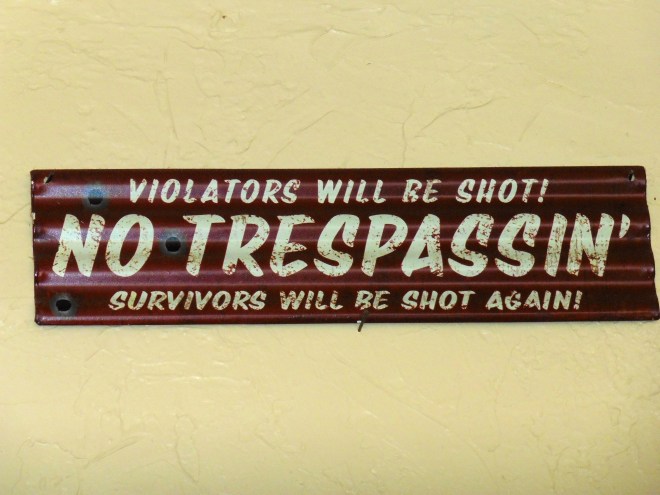 VIOLATORS WILL BE SHOT!
NO TRESPASSIN'
SURVIVORS WILL BE SHOT AGAIN!